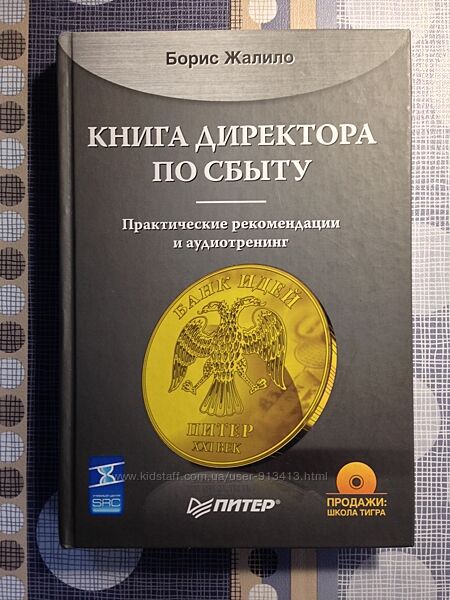 Борис Жалило
КНИГА ДИРЕКТОРА
ПО СБЫТУ
Практические рекомендации
и аудиотренинг
БАНК ИДЕЙ
ПИТЕР
XXI ВЕК
www.kidstaff.com.ua/user-913413.html
SRC
ПИТЕР®
ПРОДАЖИ:
ШКОЛА ТИГРА